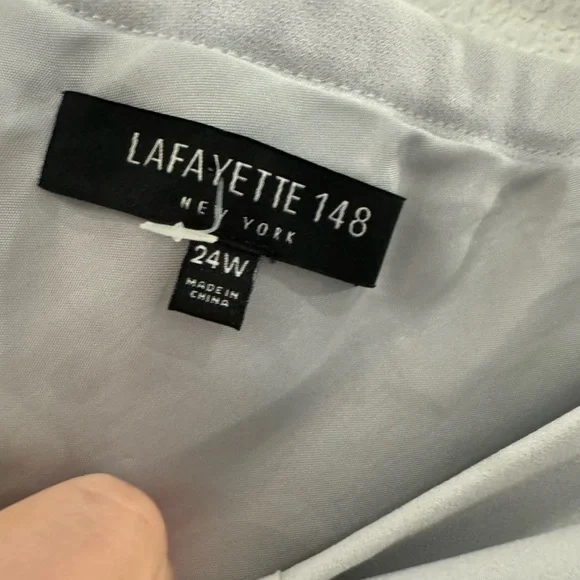 LAFAYETTE 148
NEW YORK
24W
MADE IN
CHINA